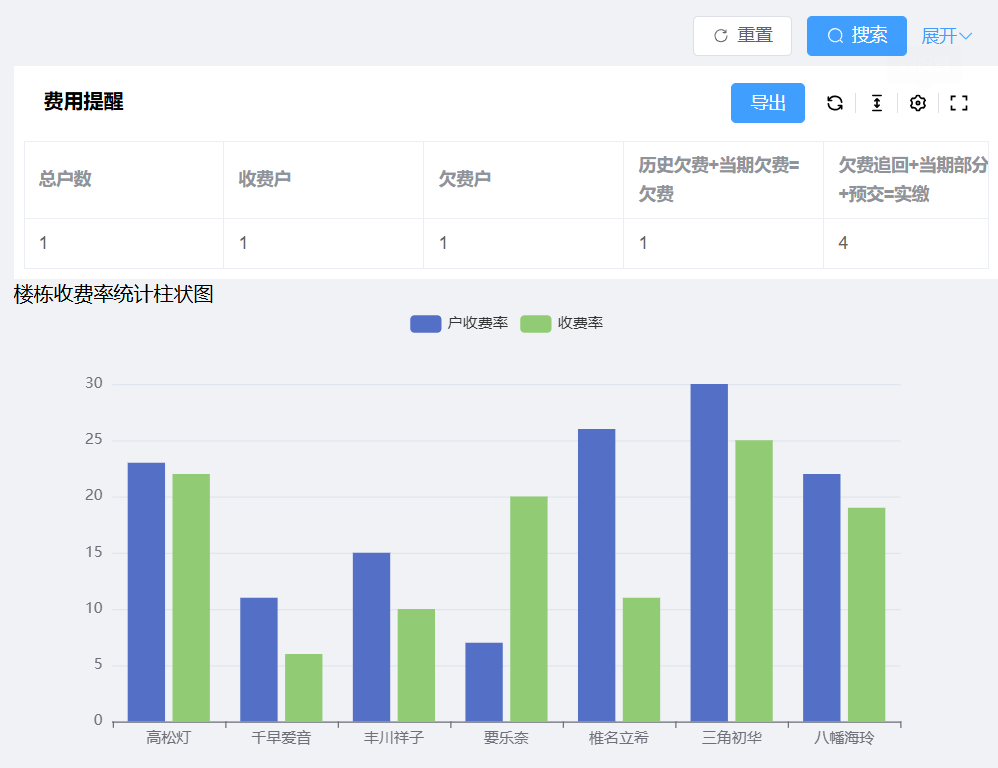 重置 搜索 展开
费用提醒 导出
总户数 收费户 欠费户 历史欠费+当期欠费= 欠费追回+当期部分
欠费 +预交=实缴
1 1 1 1 4
楼栋收费率统计柱状图
户收费率 收费率
30
25
20
15
10
5
0
高松灯 千早爱音 丰川祥子 要乐奈 椎名立希 三角初华 八幡海玲